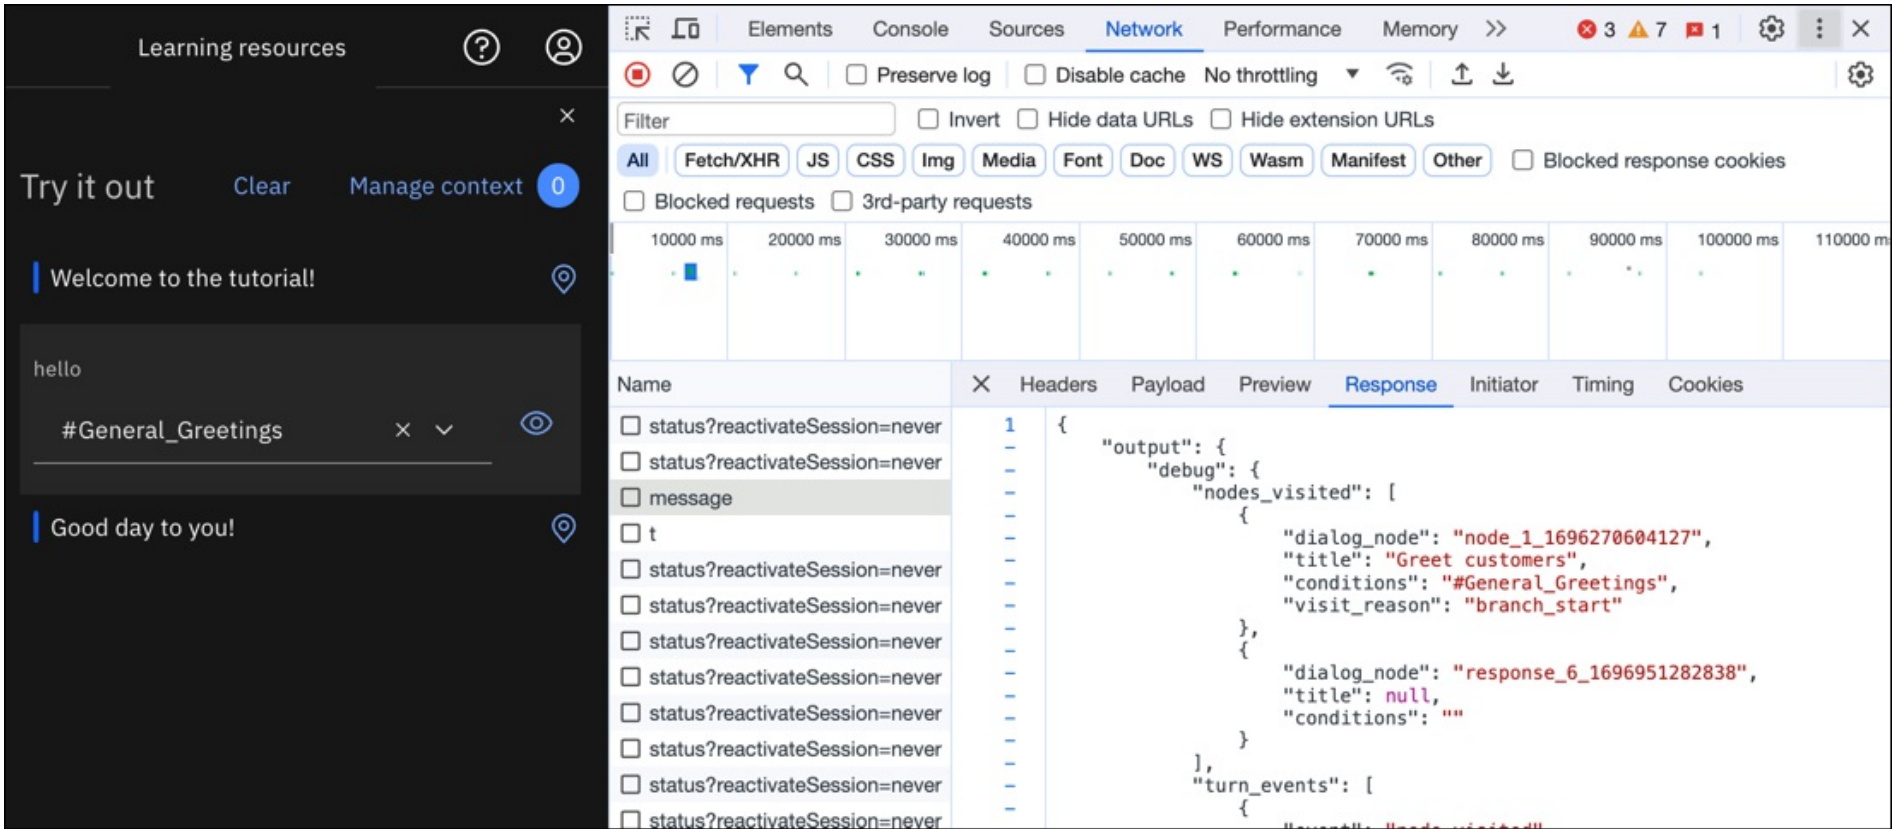 Learning resources
Try it out Clear Manage context 0
Welcome to the tutorial!
hello
#General_Greetings
Good day to you!
Elements Console Sources Network Performance Memory 3 7 1
Preserve log Disable cache No throttling
Filter Invert Hide data URLs Hide extension URLs
All Fetch/XHR JS CSS Img Media Font Doc WS Wasm Manifest Other Blocked response cookies
Blocked requests 3rd-party requests
10000 ms 20000 ms 30000 ms 40000 ms 50000 ms 60000 ms 70000 ms 80000 ms 90000 ms 100000 ms 110000 m
Name
status?reactivateSession=never
status?reactivateSession=never
message
t
status?reactivateSession=never
status?reactivateSession=never
status?reactivateSession=never
status?reactivateSession=never
status?reactivateSession=never
status?reactivateSession=never
status?reactivateSession=never
status?reactivateSession=never
Headers Payload Preview Response Initiator Timing Cookies
1 {
- "output": {
- "debug": {
- "nodes_visited": [
- {
- "dialog_node": "node_1_1696270604127",
- "title": "Greet customers",
- "conditions": "#General_Greetings",
- "visit_reason": "branch_start"
- },
- {
- "dialog_node": "response_6_1696951282838",
- "title": null,
- "conditions": ""
- }
- ],
- "turn_events": [
- {
"event": "node_visited"